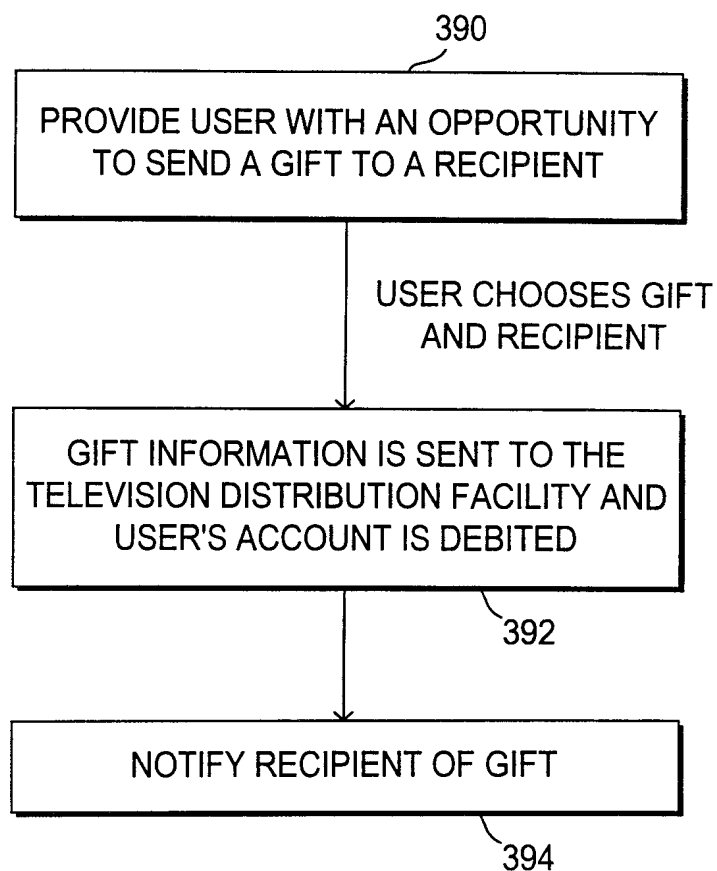 390
PROVIDE USER WITH AN OPPORTUNITY
TO SEND A GIFT TO A RECIPIENT
USER CHOOSES GIFT
AND RECIPIENT
GIFT INFORMATION IS SENT TO THE
TELEVISION DISTRIBUTION FACILITY AND
USER'S ACCOUNT IS DEBITED
392
NOTIFY RECIPIENT OF GIFT
394